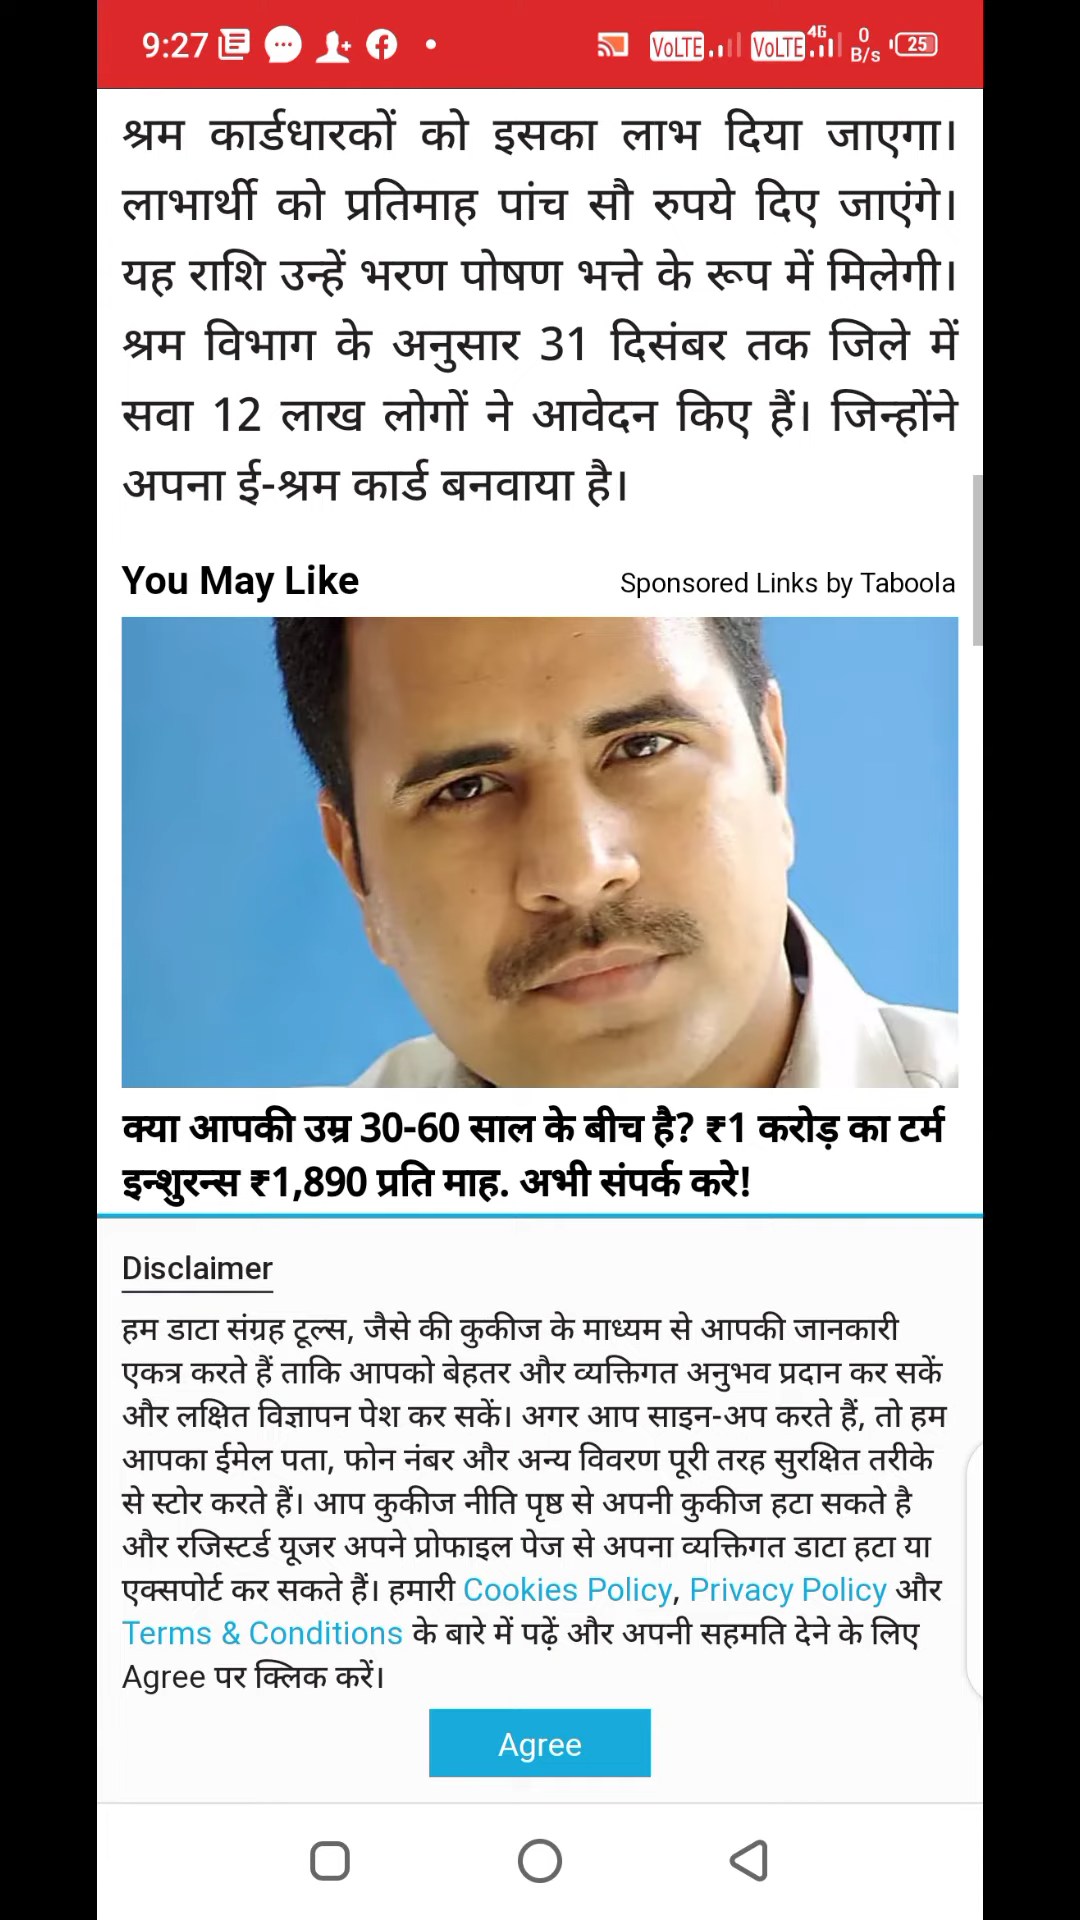 9:27 VoLTE VoLTE 4G 0 B/s 25
श्रम कार्डधारकों को इसका लाभ दिया जाएगा।
लाभार्थी को प्रतिमाह पांच सौ रुपये दिए जाएंगे।
यह राशि उन्हें भरण पोषण भत्ते के रूप में मिलेगी।
श्रम विभाग के अनुसार 31 दिसंबर तक जिले में
सवा 12 लाख लोगों ने आवेदन किए हैं। जिन्होंने
अपना ई-श्रम कार्ड बनवाया है।
You May Like Sponsored Links by Taboola
क्या आपकी उम्र 30-60 साल के बीच है? ₹1 करोड़ का टर्म
इन्शुरन्स ₹1,890 प्रति माह. अभी संपर्क करे!
Disclaimer
हम डाटा संग्रह टूल्स, जैसे की कुकीज के माध्यम से आपकी जानकारी
एकत्र करते हैं ताकि आपको बेहतर और व्यक्तिगत अनुभव प्रदान कर सकें
और लक्षित विज्ञापन पेश कर सकें। अगर आप साइन-अप करते हैं, तो हम
आपका ईमेल पता, फोन नंबर और अन्य विवरण पूरी तरह सुरक्षित तरीके
से स्टोर करते हैं। आप कुकीज नीति पृष्ठ से अपनी कुकीज हटा सकते है
और रजिस्टर्ड यूजर अपने प्रोफाइल पेज से अपना व्यक्तिगत डाटा हटा या
एक्सपोर्ट कर सकते हैं। हमारी Cookies Policy, Privacy Policy और
Terms & Conditions के बारे में पढ़ें और अपनी सहमति देने के लिए
Agree पर क्लिक करें।
Agree